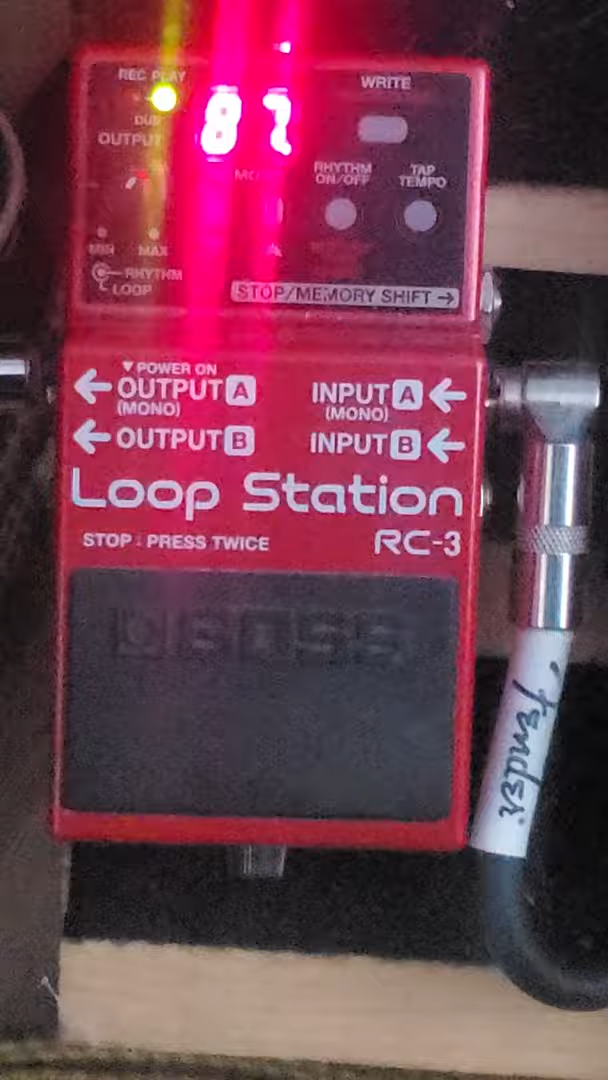 REC PLAY
DUB
OUTPUT
WRITE
RHYTHM
ON/OFF
TAP
TEMPO
MIN MAX
RHYTHM
LOOP
STOP/MEMORY SHIFT →
▼POWER ON
← OUTPUT A
(MONO)
INPUT A ←
(MONO)
← OUTPUT B
INPUT B ←
Loop Station
STOP : PRESS TWICE
RC-3
BOSS
fender